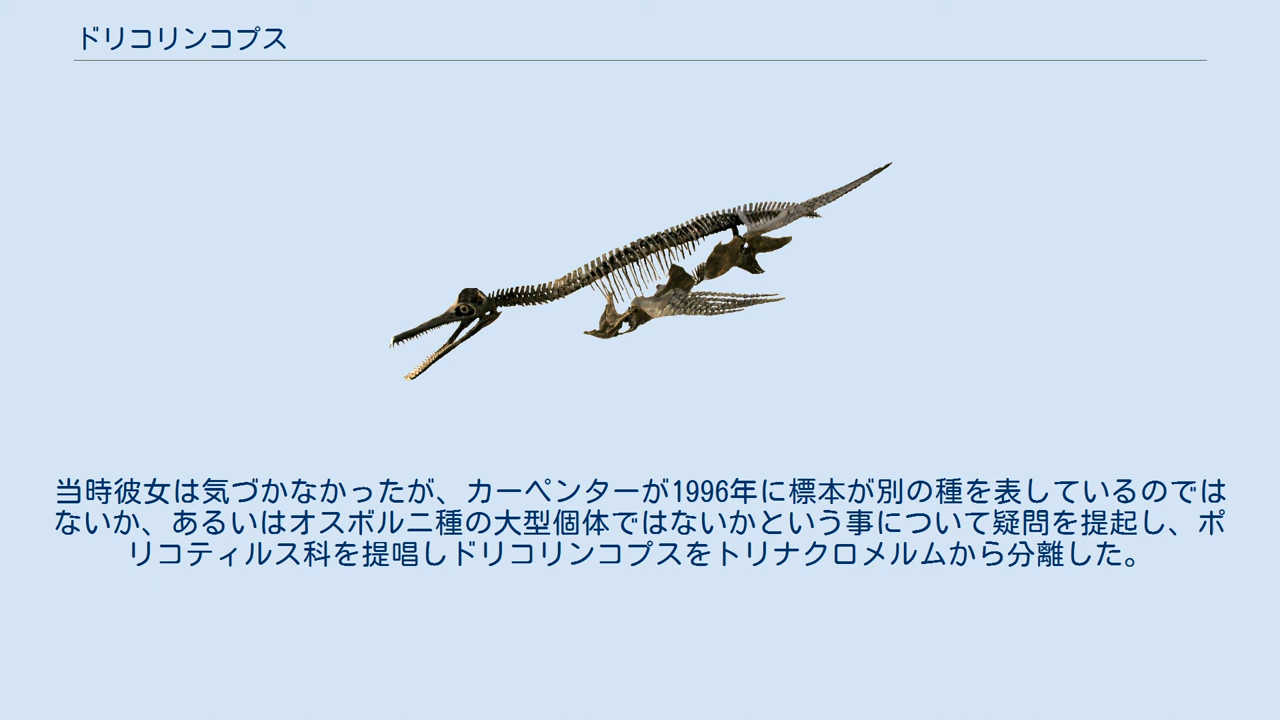 ドリコリンコプス
当時彼女は気づかなかったが、カーペンターが1996年に標本が別の種を表しているのでは
ないか、あるいはオスボルニ種の大型個体ではないかという事について疑問を提起し、ポ
リコティルス科を提唱しドリコリンコプスをトリナクロメルムから分離した。